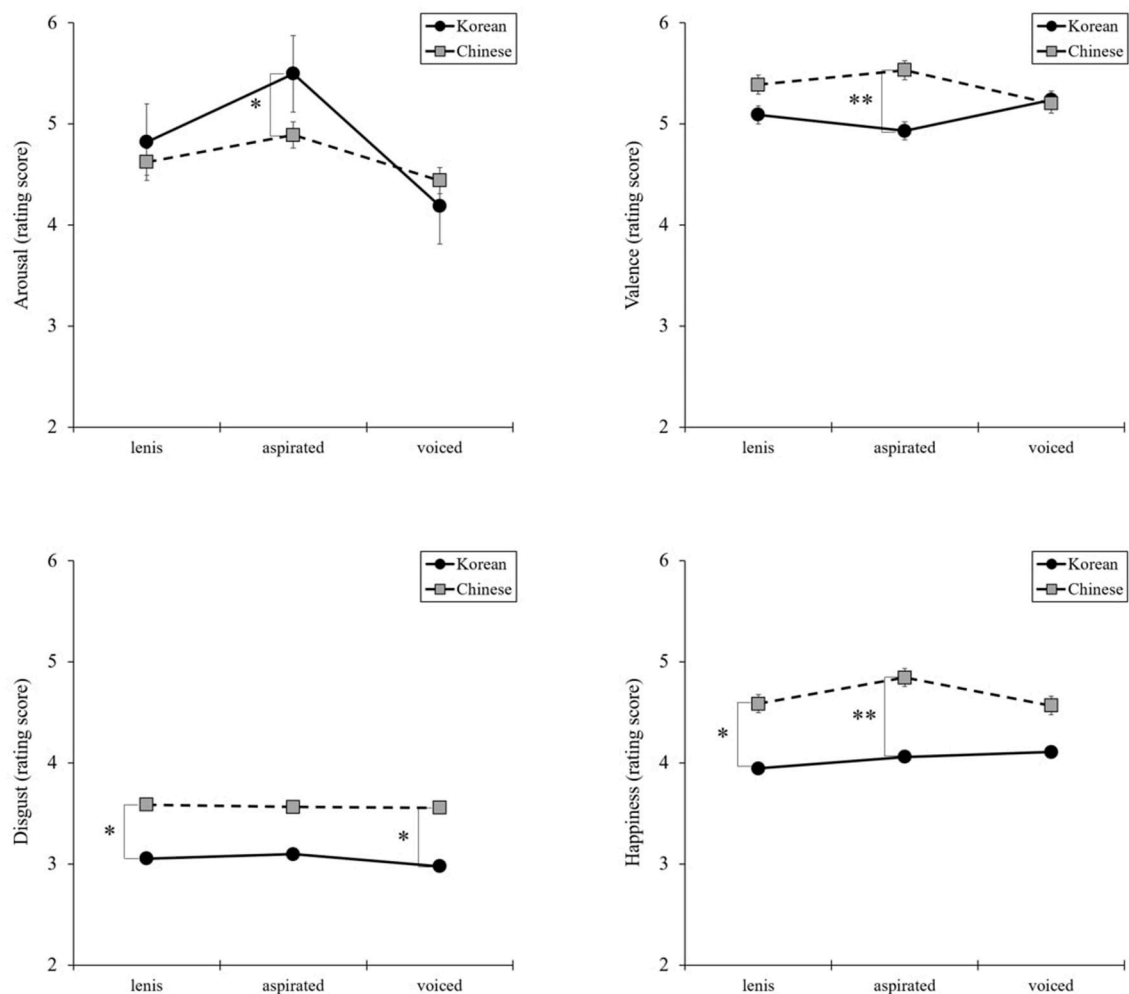 Arousal (rating score)
6
5
4
3
2
Korean
Chinese
*
lenis aspirated voiced
Valence (rating score)
6
5
4
3
2
Korean
Chinese
**
lenis aspirated voiced
Disgust (rating score)
6
5
4
3
2
Korean
Chinese
* *
lenis aspirated voiced
Happiness (rating score)
6
5
4
3
2
Korean
Chinese
* **
lenis aspirated voiced